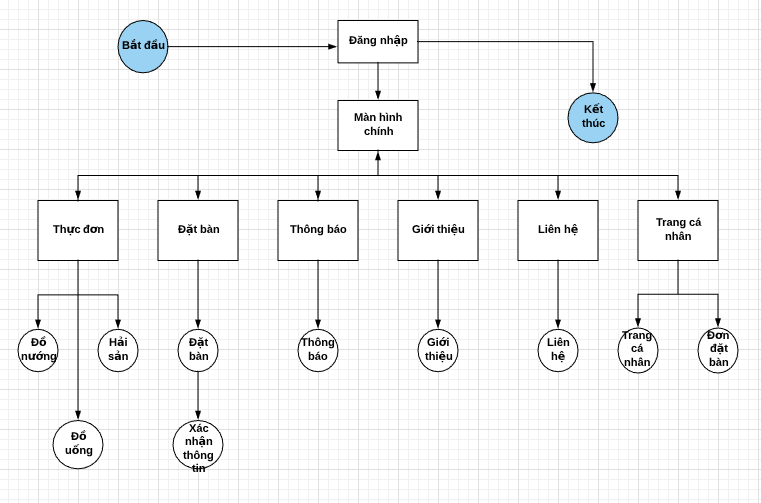 Bắt đầu
Đăng nhập
Kết
thúc
Màn hình
chính
Thực đơn
Đặt bàn
Thông báo
Giới thiệu
Liên hệ
Trang cá
nhân
Đồ
nướng
Hải
sản
Đặt
bàn
Thông
báo
Giới
thiệu
Liên
hệ
Trang
cá
nhân
Đơn
đặt
bàn
Đồ
uống
Xác
nhận
thông
tin